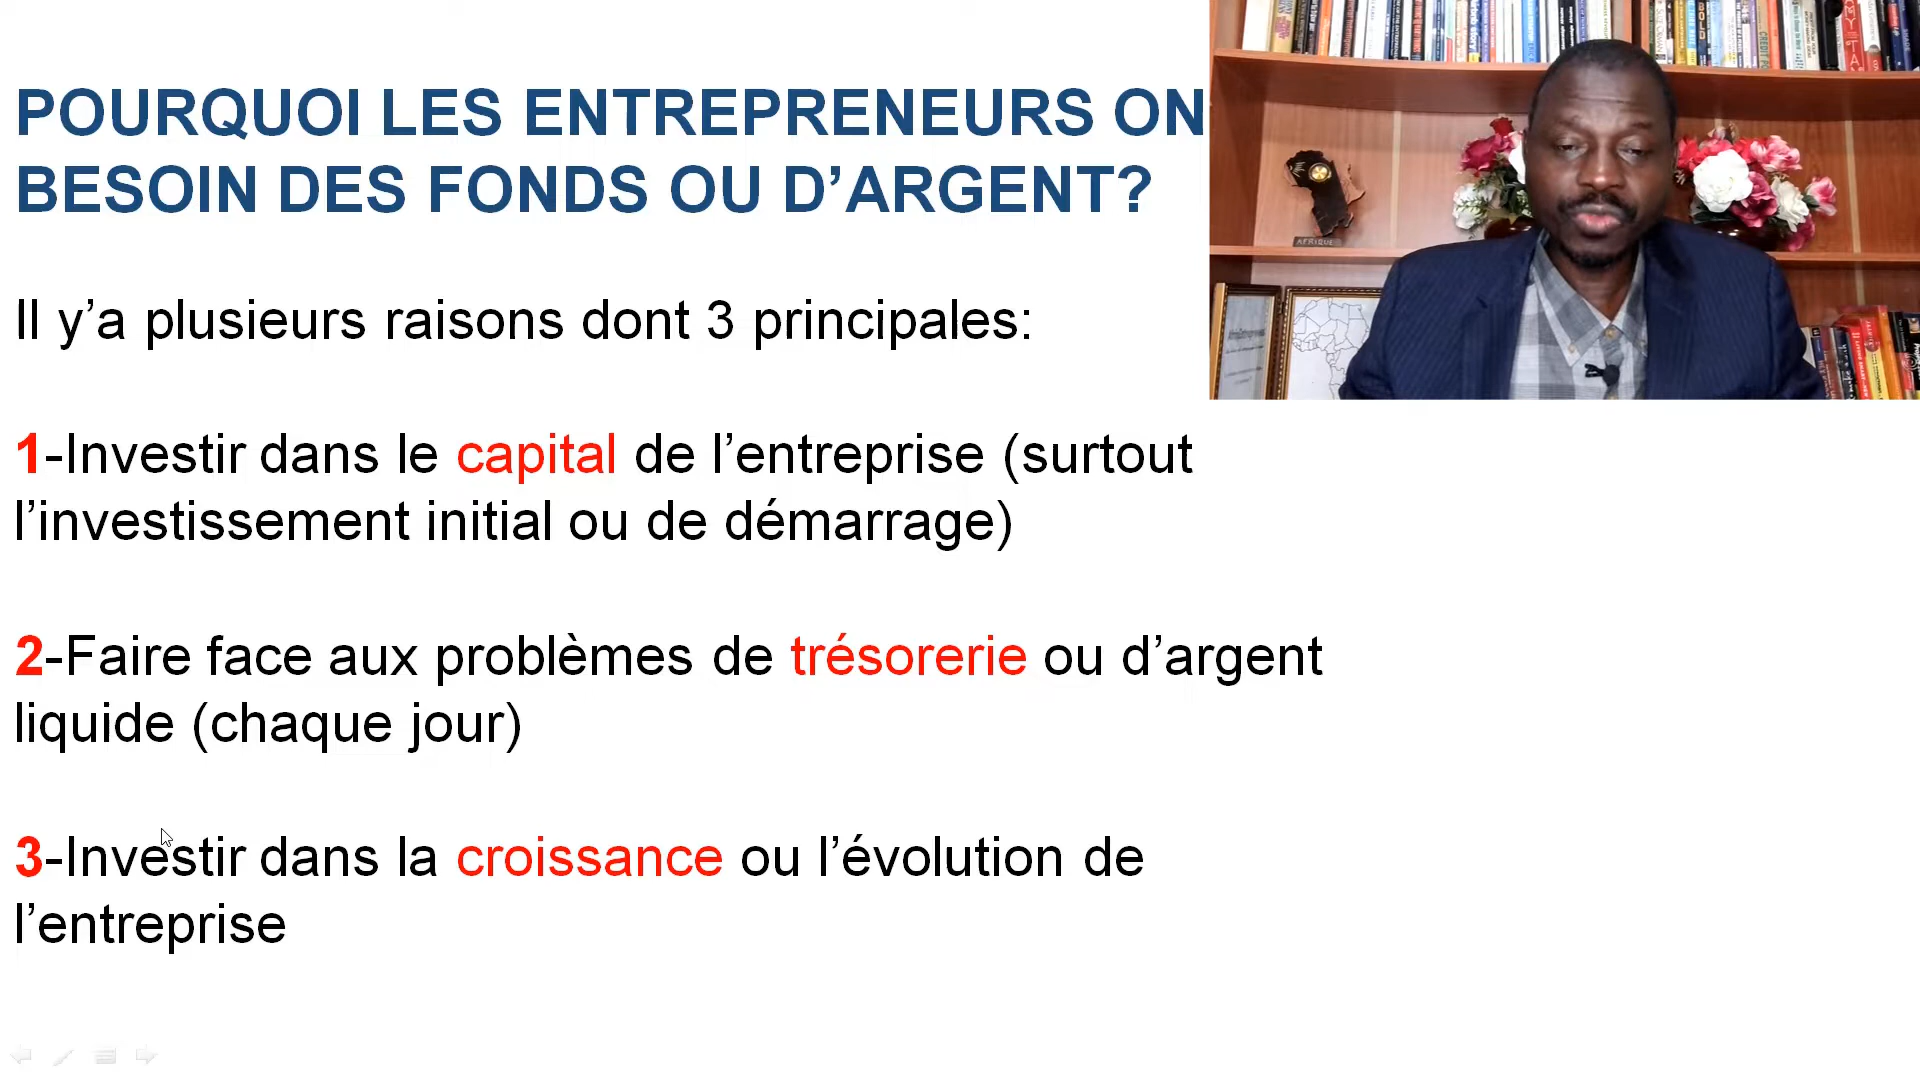 POURQUOI LES ENTREPRENEURS ON
BESOIN DES FONDS OU D’ARGENT?
Il y’a plusieurs raisons dont 3 principales:
1-Investir dans le capital de l’entreprise (surtout
l’investissement initial ou de démarrage)
2-Faire face aux problèmes de trésorerie ou d’argent
liquide (chaque jour)
3-Investir dans la croissance ou l’évolution de
l’entreprise
AFRIQUE